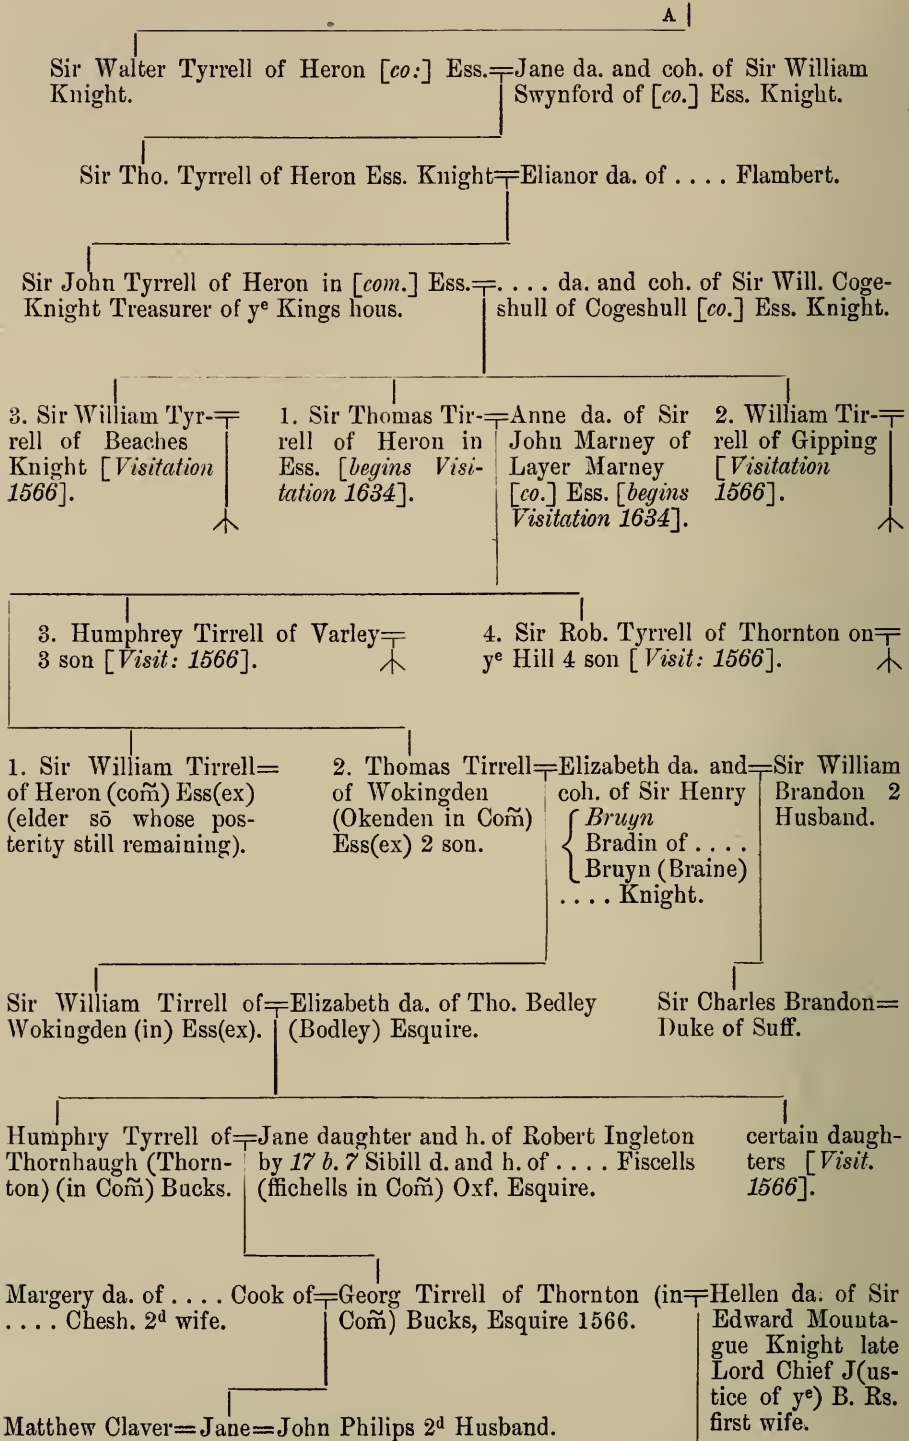 A
Sir Walter Tyrrell of Heron [co:] Ess.
Knight.
Jane da. and coh. of Sir William
Swynford of [co.] Ess. Knight.
Sir Tho. Tyrrell of Heron Ess. Knight
Elianor da. of . . . . Flambert.
Sir John Tyrrell of Heron in [com.] Ess.
Knight Treasurer of yᵉ Kings hous.
. . . . da. and coh. of Sir Will. Coge-
shull of Cogeshull [co.] Ess. Knight.
3. Sir William Tyr-
rell of Beaches
Knight [Visitation
1566].
1. Sir Thomas Tir-
rell of Heron in
Ess. [begins Visi-
tation 1634].
Anne da. of Sir
John Marney of
Layer Marney
[co.] Ess. [begins
Visitation 1634].
2. William Tir-
rell of Gipping
[Visitation
1566].
3. Humphrey Tirrell of Varley
3 son [Visit: 1566].
4. Sir Rob. Tyrrell of Thornton on
yᵉ Hill 4 son [Visit: 1566].
1. Sir William Tirrell=
of Heron (com̃) Ess(ex)
(elder sō whose pos-
terity still remaining).
2. Thomas Tirrell
of Wokingden
(Okenden in Com̃)
Ess(ex) 2 son.
Elizabeth da. and
coh. of Sir Henry
Bruyn
Bradin of . . . .
Bruyn (Braine)
. . . . Knight.
Sir William
Brandon 2
Husband.
Sir William Tirrell of
Wokingden (in) Ess(ex).
Elizabeth da. of Tho. Bedley
(Bodley) Esquire.
Sir Charles Brandon=
Duke of Suff.
Humphry Tyrrell of
Thornhaugh (Thorn-
ton) (in Com̃) Bucks.
Jane daughter and h. of Robert Ingleton
by 17 b. 7 Sibill d. and h. of . . . . Fiscells
(ffichells in Com̃) Oxf. Esquire.
certain daugh-
ters [Visit.
1566].
Margery da. of . . . . Cook of
. . . . Chesh. 2ᵈ wife.
Georg Tirrell of Thornton (in
Com̃) Bucks, Esquire 1566.
Hellen da. of Sir
Edward Mounta-
gue Knight late
Lord Chief J(us-
tice of yᵉ) B. Rs.
first wife.
Matthew Claver=Jane=John Philips 2ᵈ Husband.